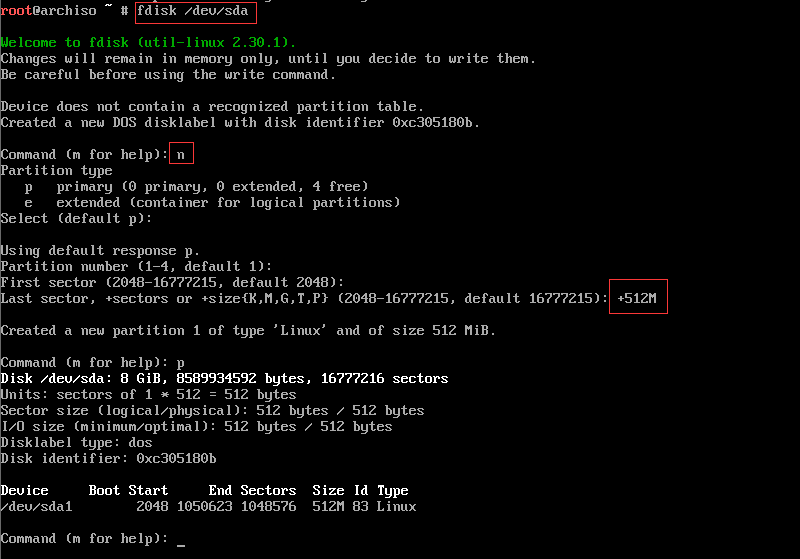 root@archiso ~ # fdisk /dev/sda
Welcome to fdisk (util-linux 2.30.1).
Changes will remain in memory only, until you decide to write them.
Be careful before using the write command.
Device does not contain a recognized partition table.
Created a new DOS disklabel with disk identifier 0xc305180b.
Command (m for help): n
Partition type
   p   primary (0 primary, 0 extended, 4 free)
   e   extended (container for logical partitions)
Select (default p):
Using default response p.
Partition number (1-4, default 1):
First sector (2048-16777215, default 2048):
Last sector, +sectors or +size{K,M,G,T,P} (2048-16777215, default 16777215): +512M
Created a new partition 1 of type 'Linux' and of size 512 MiB.
Command (m for help): p
Disk /dev/sda: 8 GiB, 8589934592 bytes, 16777216 sectors
Units: sectors of 1 * 512 = 512 bytes
Sector size (logical/physical): 512 bytes / 512 bytes
I/O size (minimum/optimal): 512 bytes / 512 bytes
Disklabel type: dos
Disk identifier: 0xc305180b
Device     Boot Start     End Sectors  Size Id Type
/dev/sda1        2048 1050623 1048576  512M 83 Linux
Command (m for help): _